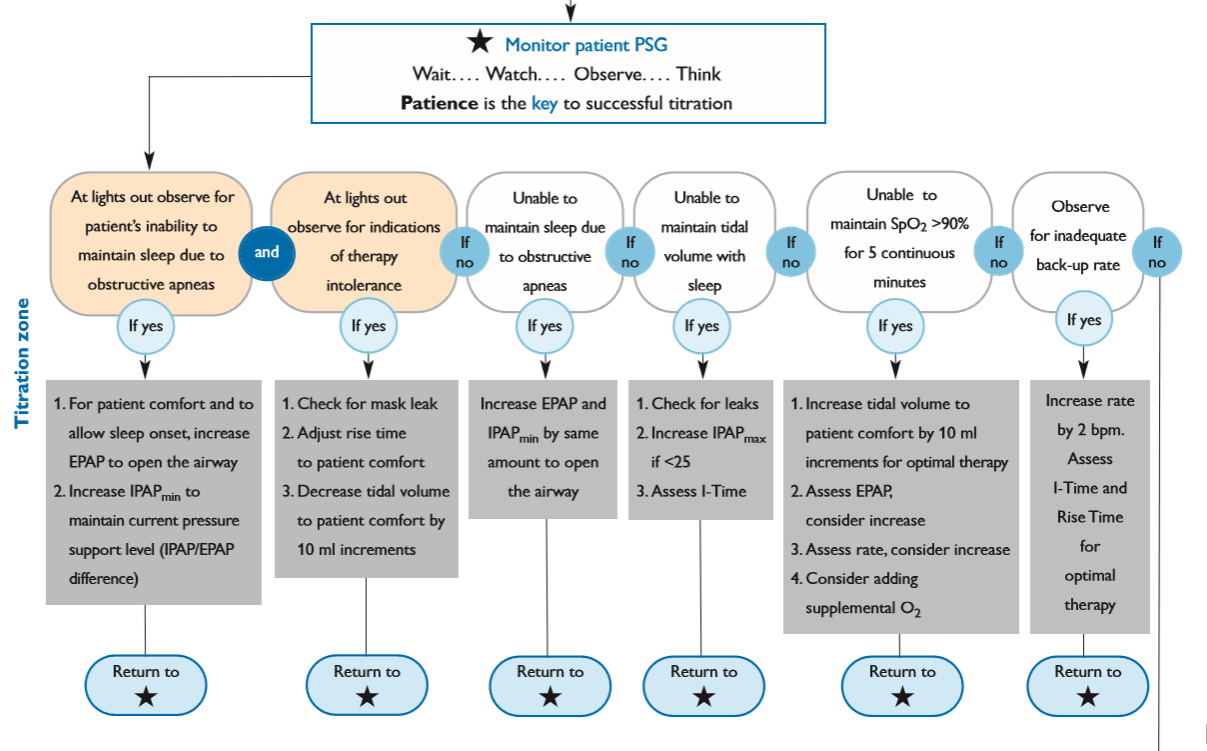 ★ Monitor patient PSG
Wait.... Watch.... Observe.... Think
Patience is the key to successful titration
Titration zone
At lights out observe for
patient's inability to
maintain sleep due to
obstructive apneas
and
At lights out
observe for indications
of therapy
intolerance
If
no
Unable to
maintain sleep due
to obstructive
apneas
If
no
Unable to
maintain tidal
volume with
sleep
If
no
Unable to
maintain SpO2 >90%
for 5 continuous
minutes
If
no
Observe
for inadequate
back-up rate
If
no
If yes
If yes
If yes
If yes
If yes
If yes
1. For patient comfort and to
allow sleep onset, increase
EPAP to open the airway
2. Increase IPAPmin to
maintain current pressure
support level (IPAP/EPAP
difference)
1. Check for mask leak
2. Adjust rise time
to patient comfort
3. Decrease tidal volume
to patient comfort by
10 ml increments
Increase EPAP and
IPAPmin by same
amount to open
the airway
1. Check for leaks
2. Increase IPAPmax
if <25
3. Assess I-Time
1. Increase tidal volume to
patient comfort by 10 ml
increments for optimal therapy
2. Assess EPAP,
consider increase
3. Assess rate, consider increase
4. Consider adding
supplemental O2
Increase rate
by 2 bpm.
Assess
I-Time and
Rise Time
for
optimal
therapy
Return to
★
Return to
★
Return to
★
Return to
★
Return to
★
Return to
★